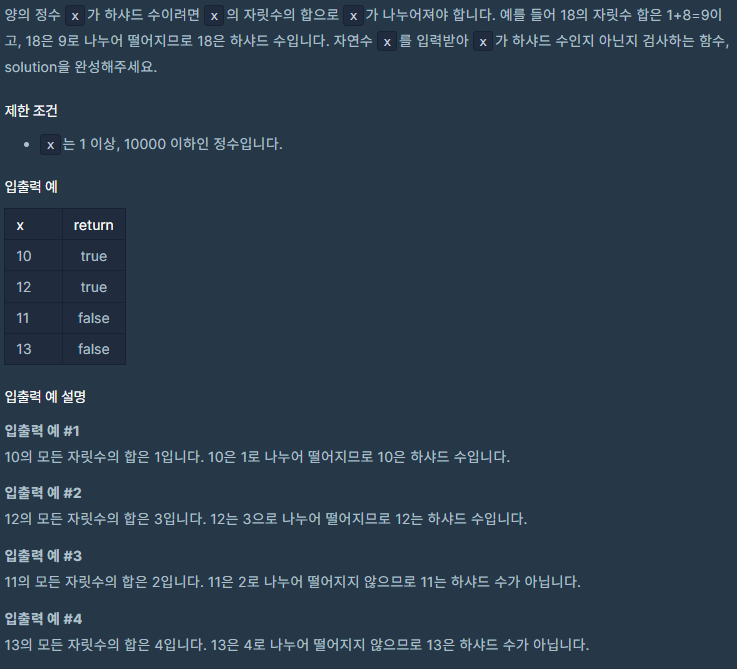 양의 정수 x 가 하샤드 수이려면 x 의 자릿수의 합으로 x 가 나누어져야 합니다. 예를 들어 18의 자릿수 합은 1+8=9이
고, 18은 9로 나누어 떨어지므로 18은 하샤드 수입니다. 자연수 x 를 입력받아 x 가 하샤드 수인지 아닌지 검사하는 함수,
solution을 완성해주세요.
제한 조건
• x 는 1 이상, 10000 이하인 정수입니다.
입출력 예
x return
10 true
12 true
11 false
13 false
입출력 예 설명
입출력 예 #1
10의 모든 자릿수의 합은 1입니다. 10은 1로 나누어 떨어지므로 10은 하샤드 수입니다.
입출력 예 #2
12의 모든 자릿수의 합은 3입니다. 12는 3으로 나누어 떨어지므로 12는 하샤드 수입니다.
입출력 예 #3
11의 모든 자릿수의 합은 2입니다. 11은 2로 나누어 떨어지지 않으므로 11는 하샤드 수가 아닙니다.
입출력 예 #4
13의 모든 자릿수의 합은 4입니다. 13은 4로 나누어 떨어지지 않으므로 13은 하샤드 수가 아닙니다.